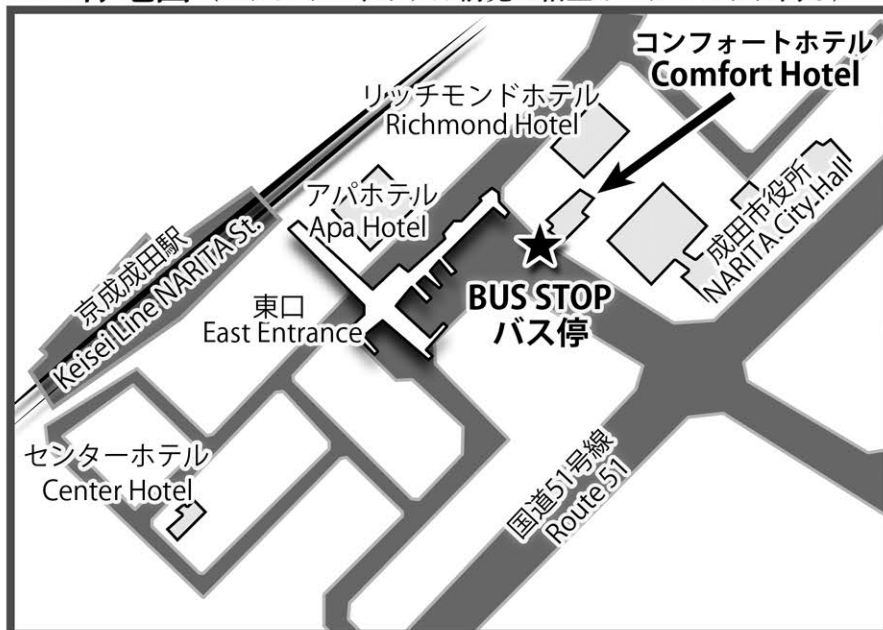 コンフォートホテル
Comfort Hotel
リッチモンドホテル
Richmond Hotel
アパホテル
Apa Hotel
成田市役所
NARITA City Hall
京成成田駅
Keisei Line NARITA St.
東口
East Entrance
BUS STOP
バス停
センターホテル
Center Hotel
国道51号線
Route 51